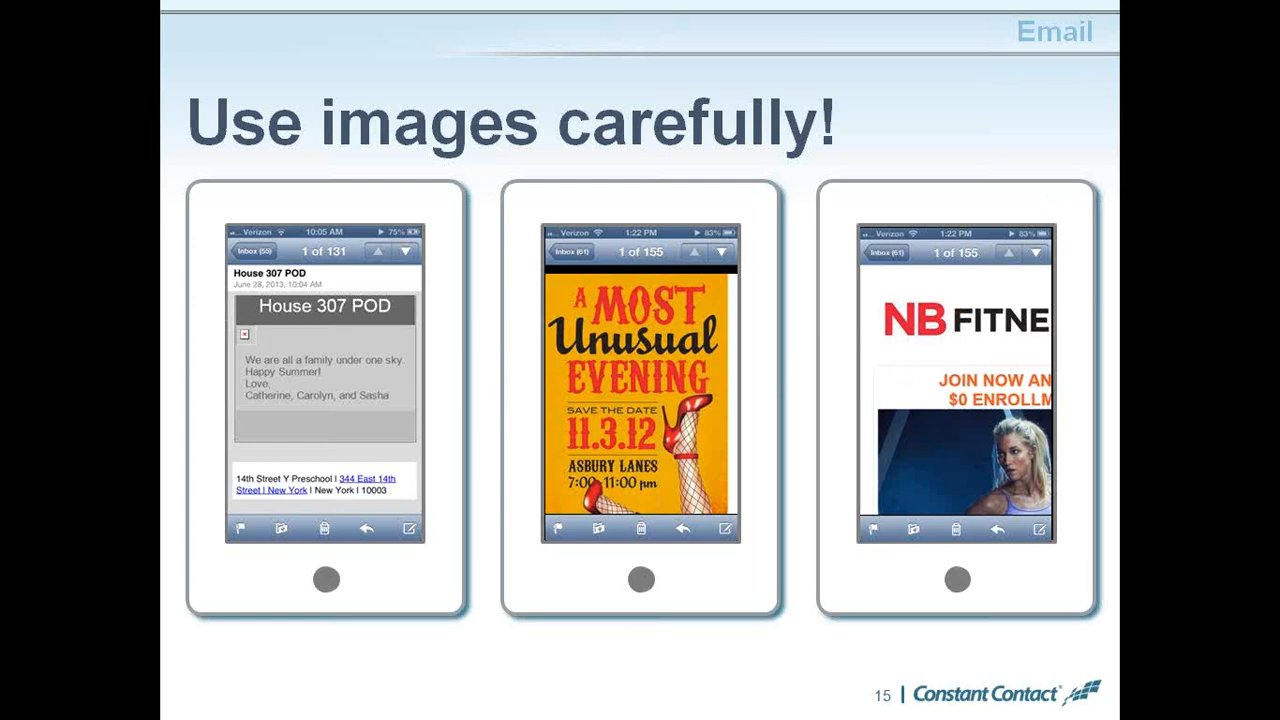 Email
Use images carefully!
Verizon 10:05 AM 75%
Inbox (55) 1 of 131
House 307 POD
June 28, 2013, 10:04 AM
House 307 POD
We are all a family under one sky.
Happy Summer!
Love,
Catherine, Carolyn, and Sasha
14th Street Y Preschool | 344 East 14th
Street | New York | New York | 10003
Verizon 1:22 PM 83%
Inbox (61) 1 of 155
A MOST
Unusual
EVENING
SAVE THE DATE
11.3.12
ASBURY LANES
7:00-11:00 pm
Verizon 1:22 PM 83%
Inbox (61) 1 of 155
NB FITNE
JOIN NOW AN
$0 ENROLLM
15 | Constant Contact